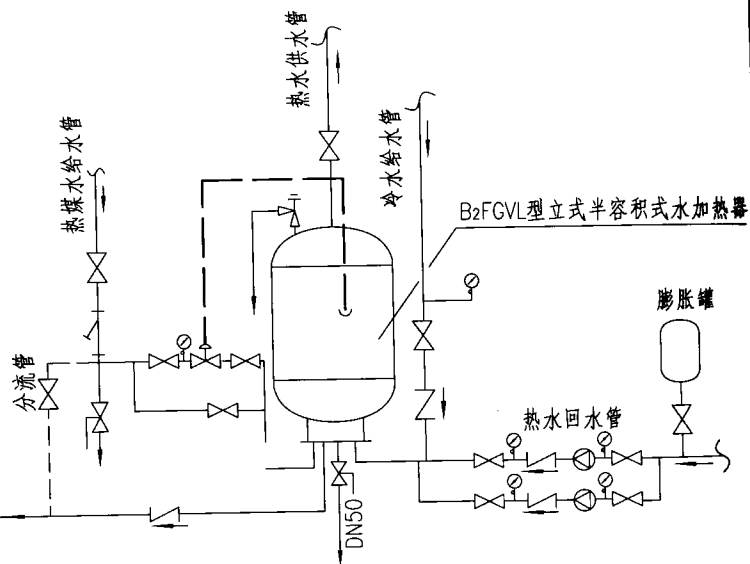 热水供水管
冷水给水管
热媒水给水管
B2FGVL型立式半容积式水加热器
膨胀罐
分流管
热水回水管
DN50